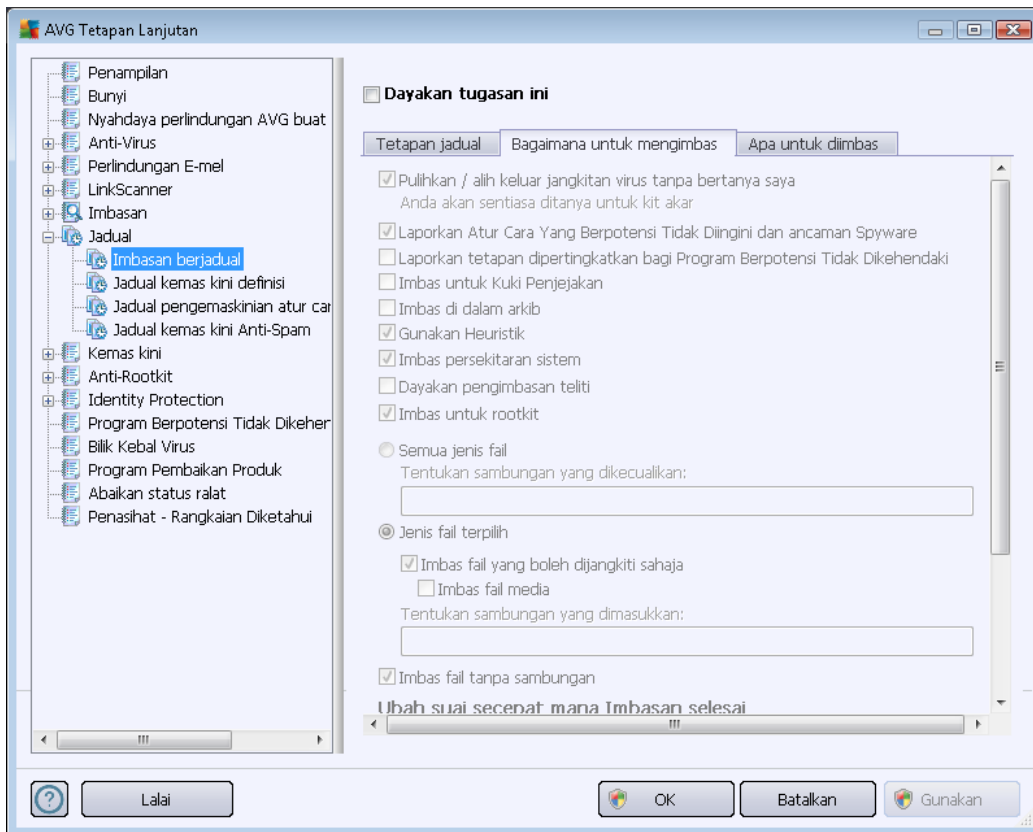 AVG Tetapan Lanjutan
Penampilan
Bunyi
Nyahdaya perlindungan AVG buat
Anti-Virus
Perlindungan E-mel
LinkScanner
Imbasan
Jadual
Imbasan berjadual
Jadual kemas kini definisi
Jadual pengemaskinian atur car
Jadual kemas kini Anti-Spam
Kemas kini
Anti-Rootkit
Identity Protection
Program Berpotensi Tidak Dikeher
Bilik Kebal Virus
Program Pembaikan Produk
Abaikan status ralat
Penasihat - Rangkaian Diketahui
Dayakan tugasan ini
Tetapan jadual
Bagaimana untuk mengimbas
Apa untuk diimbas
Pulihkan / alih keluar jangkitan virus tanpa bertanya saya
Anda akan sentiasa ditanya untuk kit akar
Laporkan Atur Cara Yang Berpotensi Tidak Diingini dan ancaman Spyware
Laporkan tetapan dipertingkatkan bagi Program Berpotensi Tidak Dikehendaki
Imbas untuk Kuki Penjejakan
Imbas di dalam arkib
Gunakan Heuristik
Imbas persekitaran sistem
Dayakan pengimbasan teliti
Imbas untuk rootkit
Semua jenis fail
Tentukan sambungan yang dikecualikan:
Jenis fail terpilih
Imbas fail yang boleh dijangkiti sahaja
Imbas fail media
Tentukan sambungan yang dimasukkan:
Imbas fail tanpa sambungan
Ubah suai secepat mana Imbasan selesai
Lalai
OK
Batalkan
Gunakan